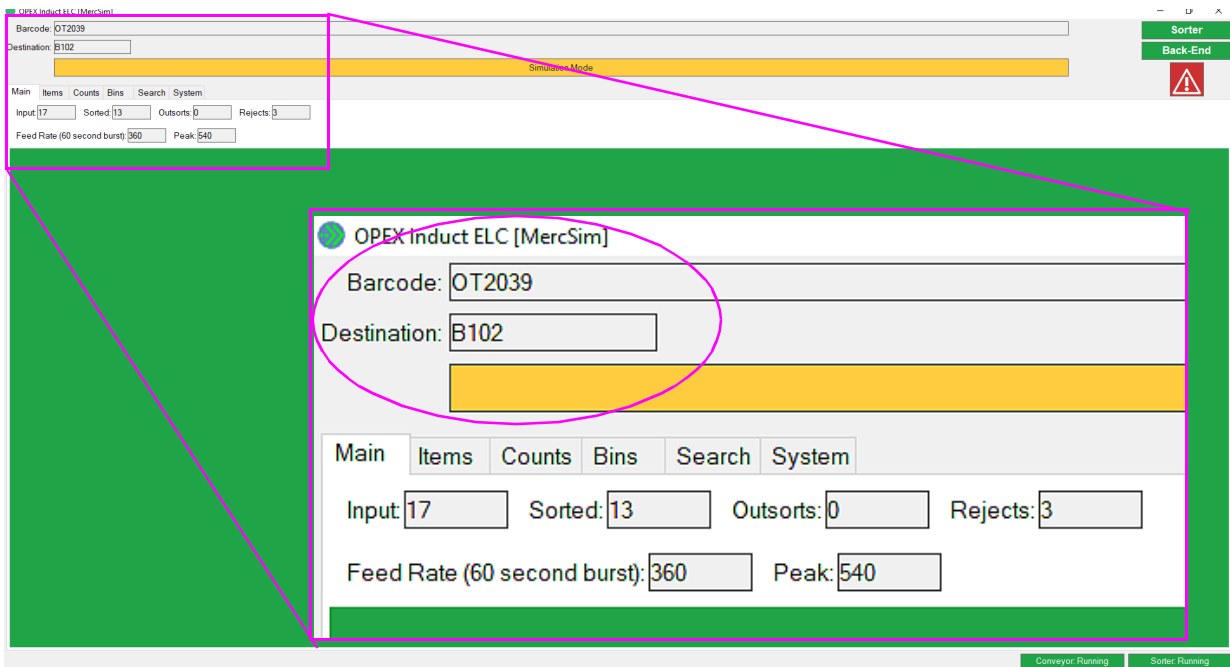 OPEX Induct ELC [MercSim]
Barcode: OT2039
Sorter
Destination: B102
Back-End
Simulation Mode
Main Items Counts Bins Search System
Input: 17 Sorted: 13 Outsorts: 0 Rejects: 3
Feed Rate (60 second burst): 360 Peak: 540
OPEX Induct ELC [MercSim]
Barcode: OT2039
Destination: B102
Main Items Counts Bins Search System
Input: 17 Sorted: 13 Outsorts: 0 Rejects: 3
Feed Rate (60 second burst): 360 Peak: 540
Conveyor: Running Sorter: Running